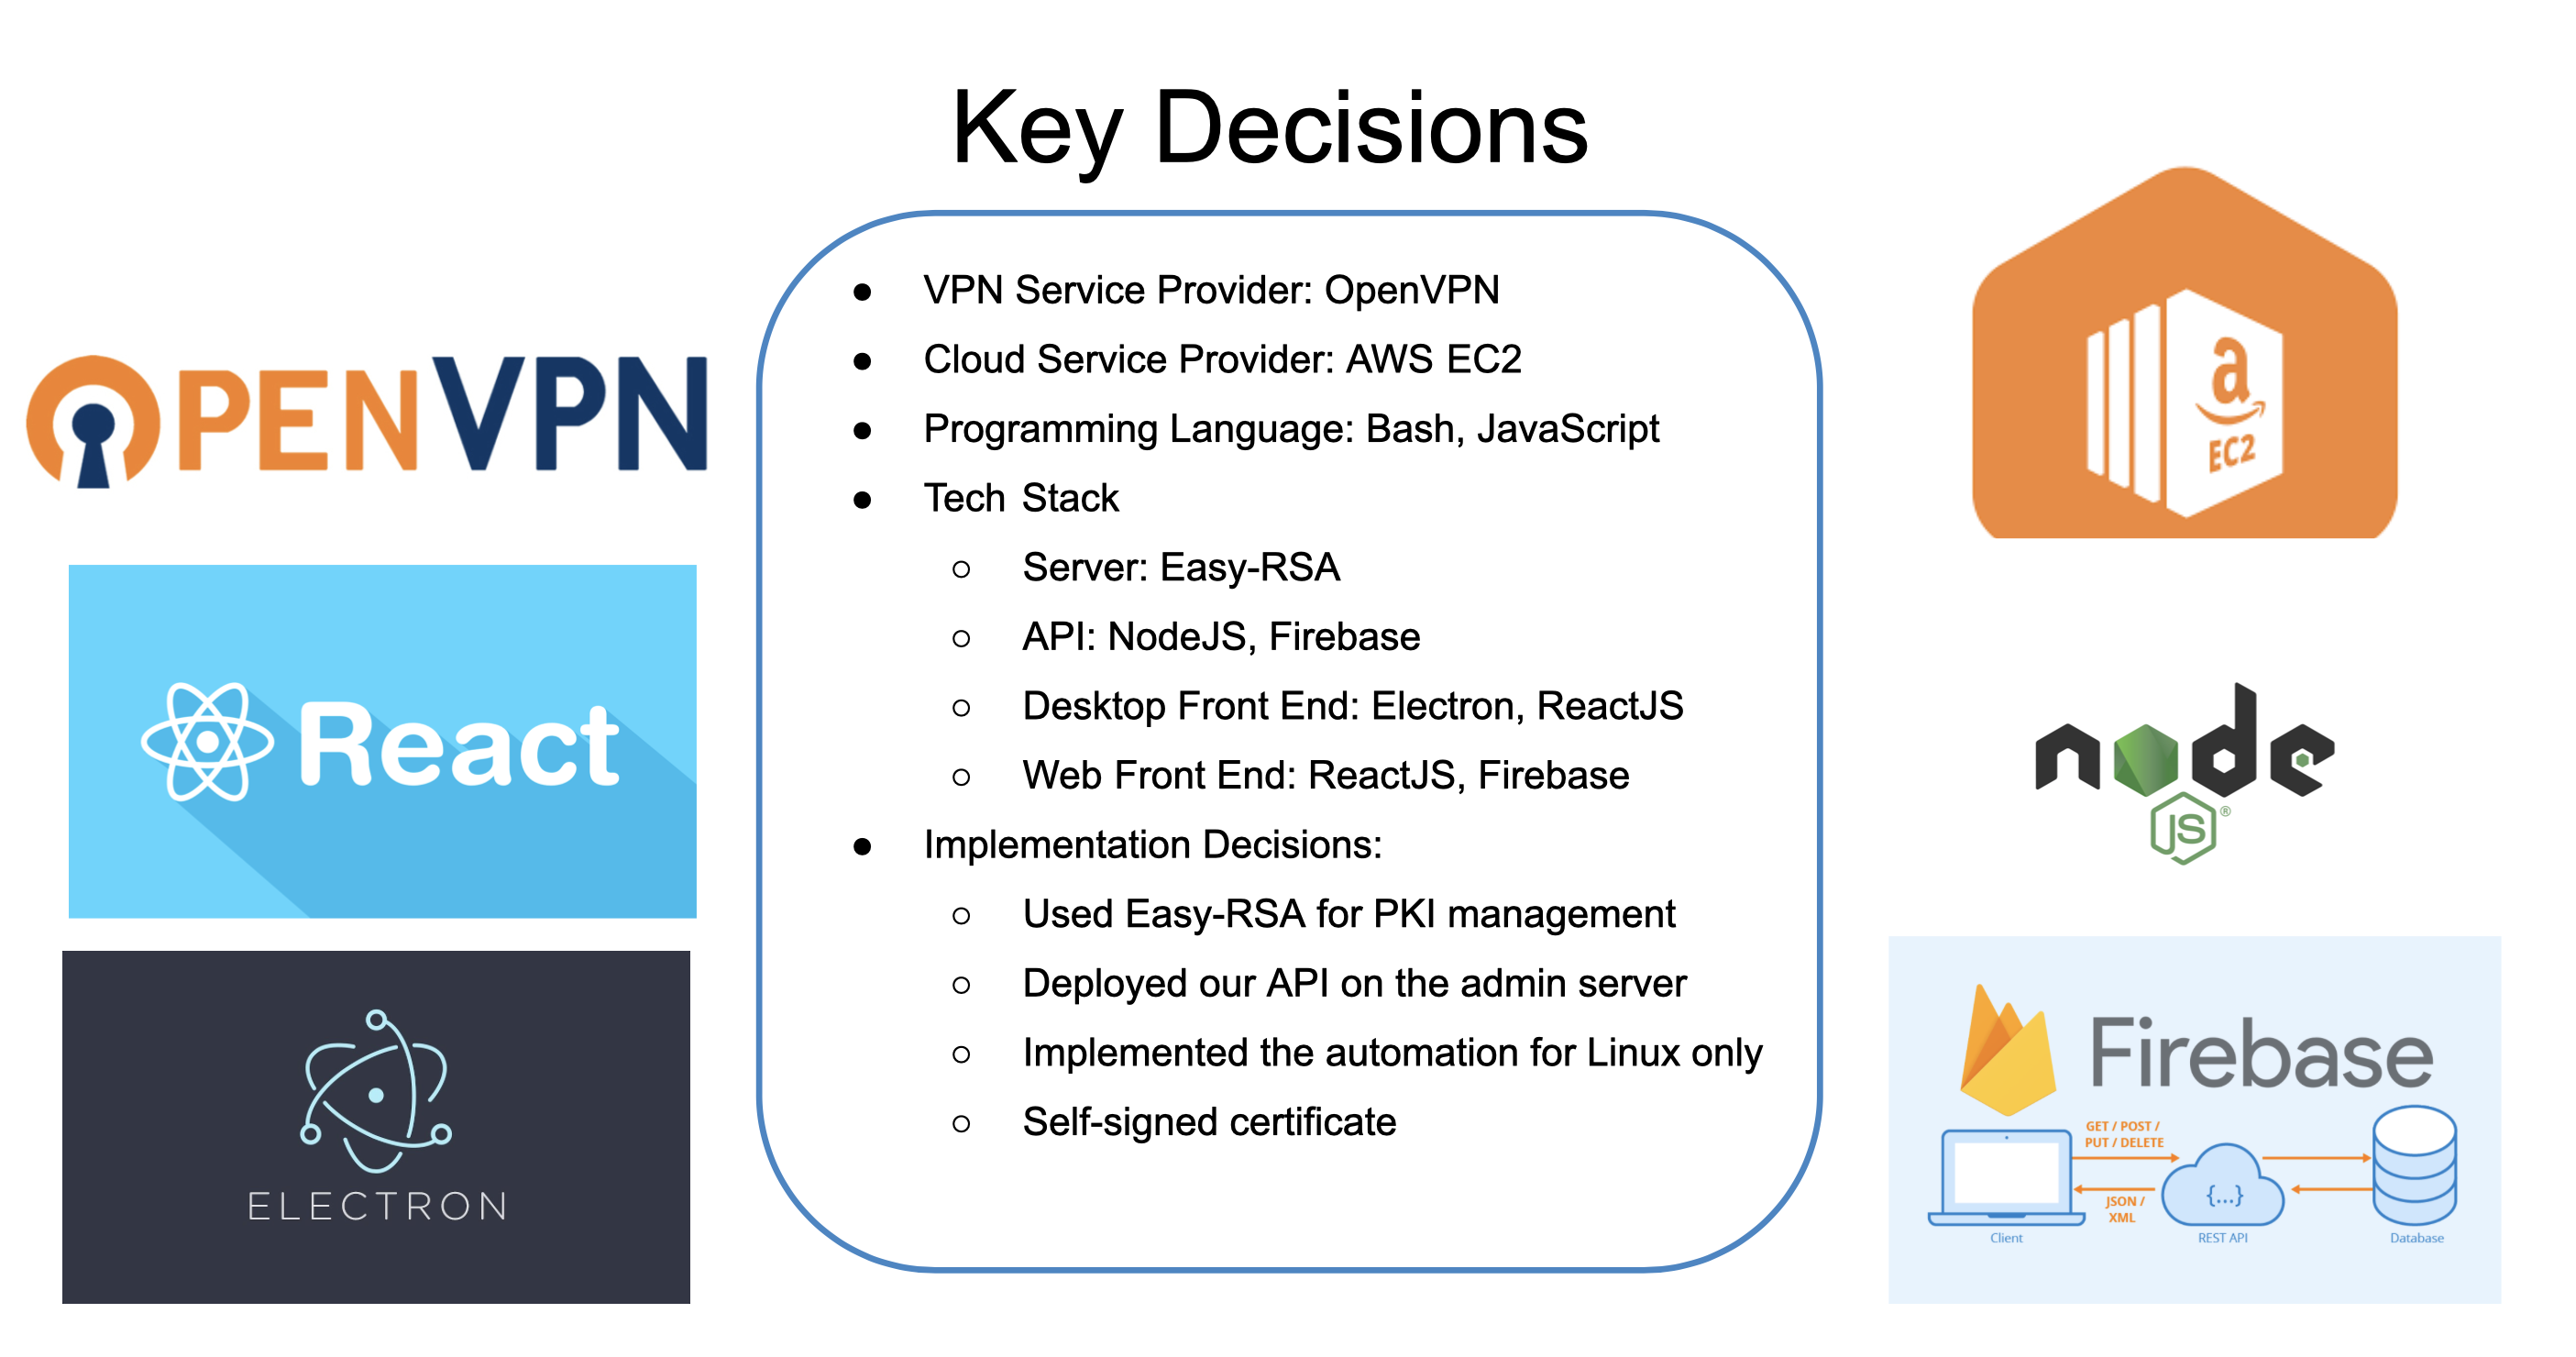 Key Decisions
OPENVPN
React
ELECTRON
● VPN Service Provider: OpenVPN
● Cloud Service Provider: AWS EC2
● Programming Language: Bash, JavaScript
● Tech Stack
○ Server: Easy-RSA
○ API: NodeJS, Firebase
○ Desktop Front End: Electron, ReactJS
○ Web Front End: ReactJS, Firebase
● Implementation Decisions:
○ Used Easy-RSA for PKI management
○ Deployed our API on the admin server
○ Implemented the automation for Linux only
○ Self-signed certificate
a
EC2
node
JS®
Firebase
GET / POST /
PUT / DELETE
{...}
JSON /
XML
Client
REST API
Database